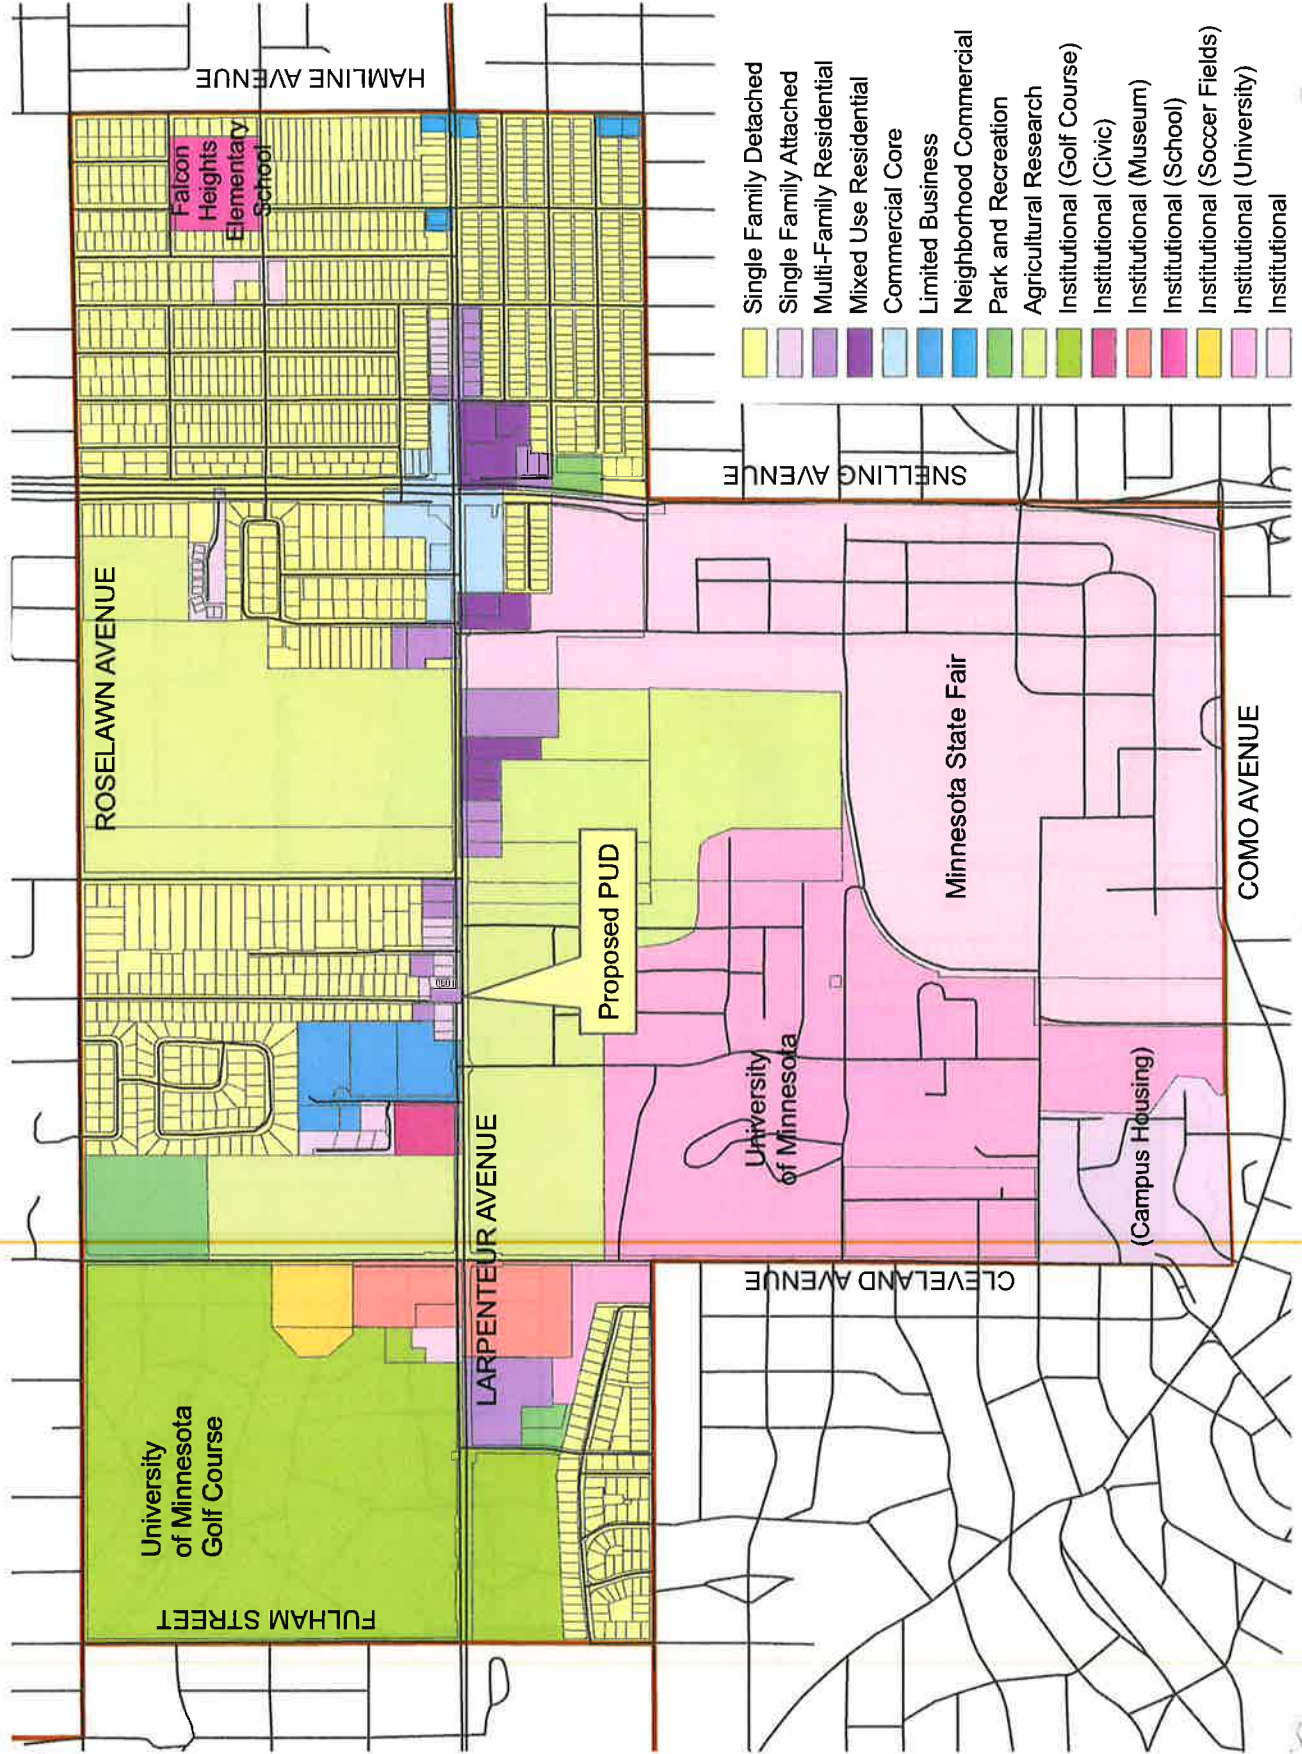 ROSELAWN AVENUE
HAMLINE AVENUE
Falcon
Heights
Elementary
School
SNELLING AVENUE
LARPENTEUR AVENUE
University
of Minnesota
Golf Course
FULHAM STREET
Proposed PUD
University
of Minnesota
Minnesota State Fair
(Campus Housing)
COMO AVENUE
CLEVELAND AVENUE
Single Family Detached
Single Family Attached
Multi-Family Residential
Mixed Use Residential
Commercial Core
Limited Business
Neighborhood Commercial
Park and Recreation
Agricultural Research
Institutional (Golf Course)
Institutional (Civic)
Institutional (Museum)
Institutional (School)
Institutional (Soccer Fields)
Institutional (University)
Institutional